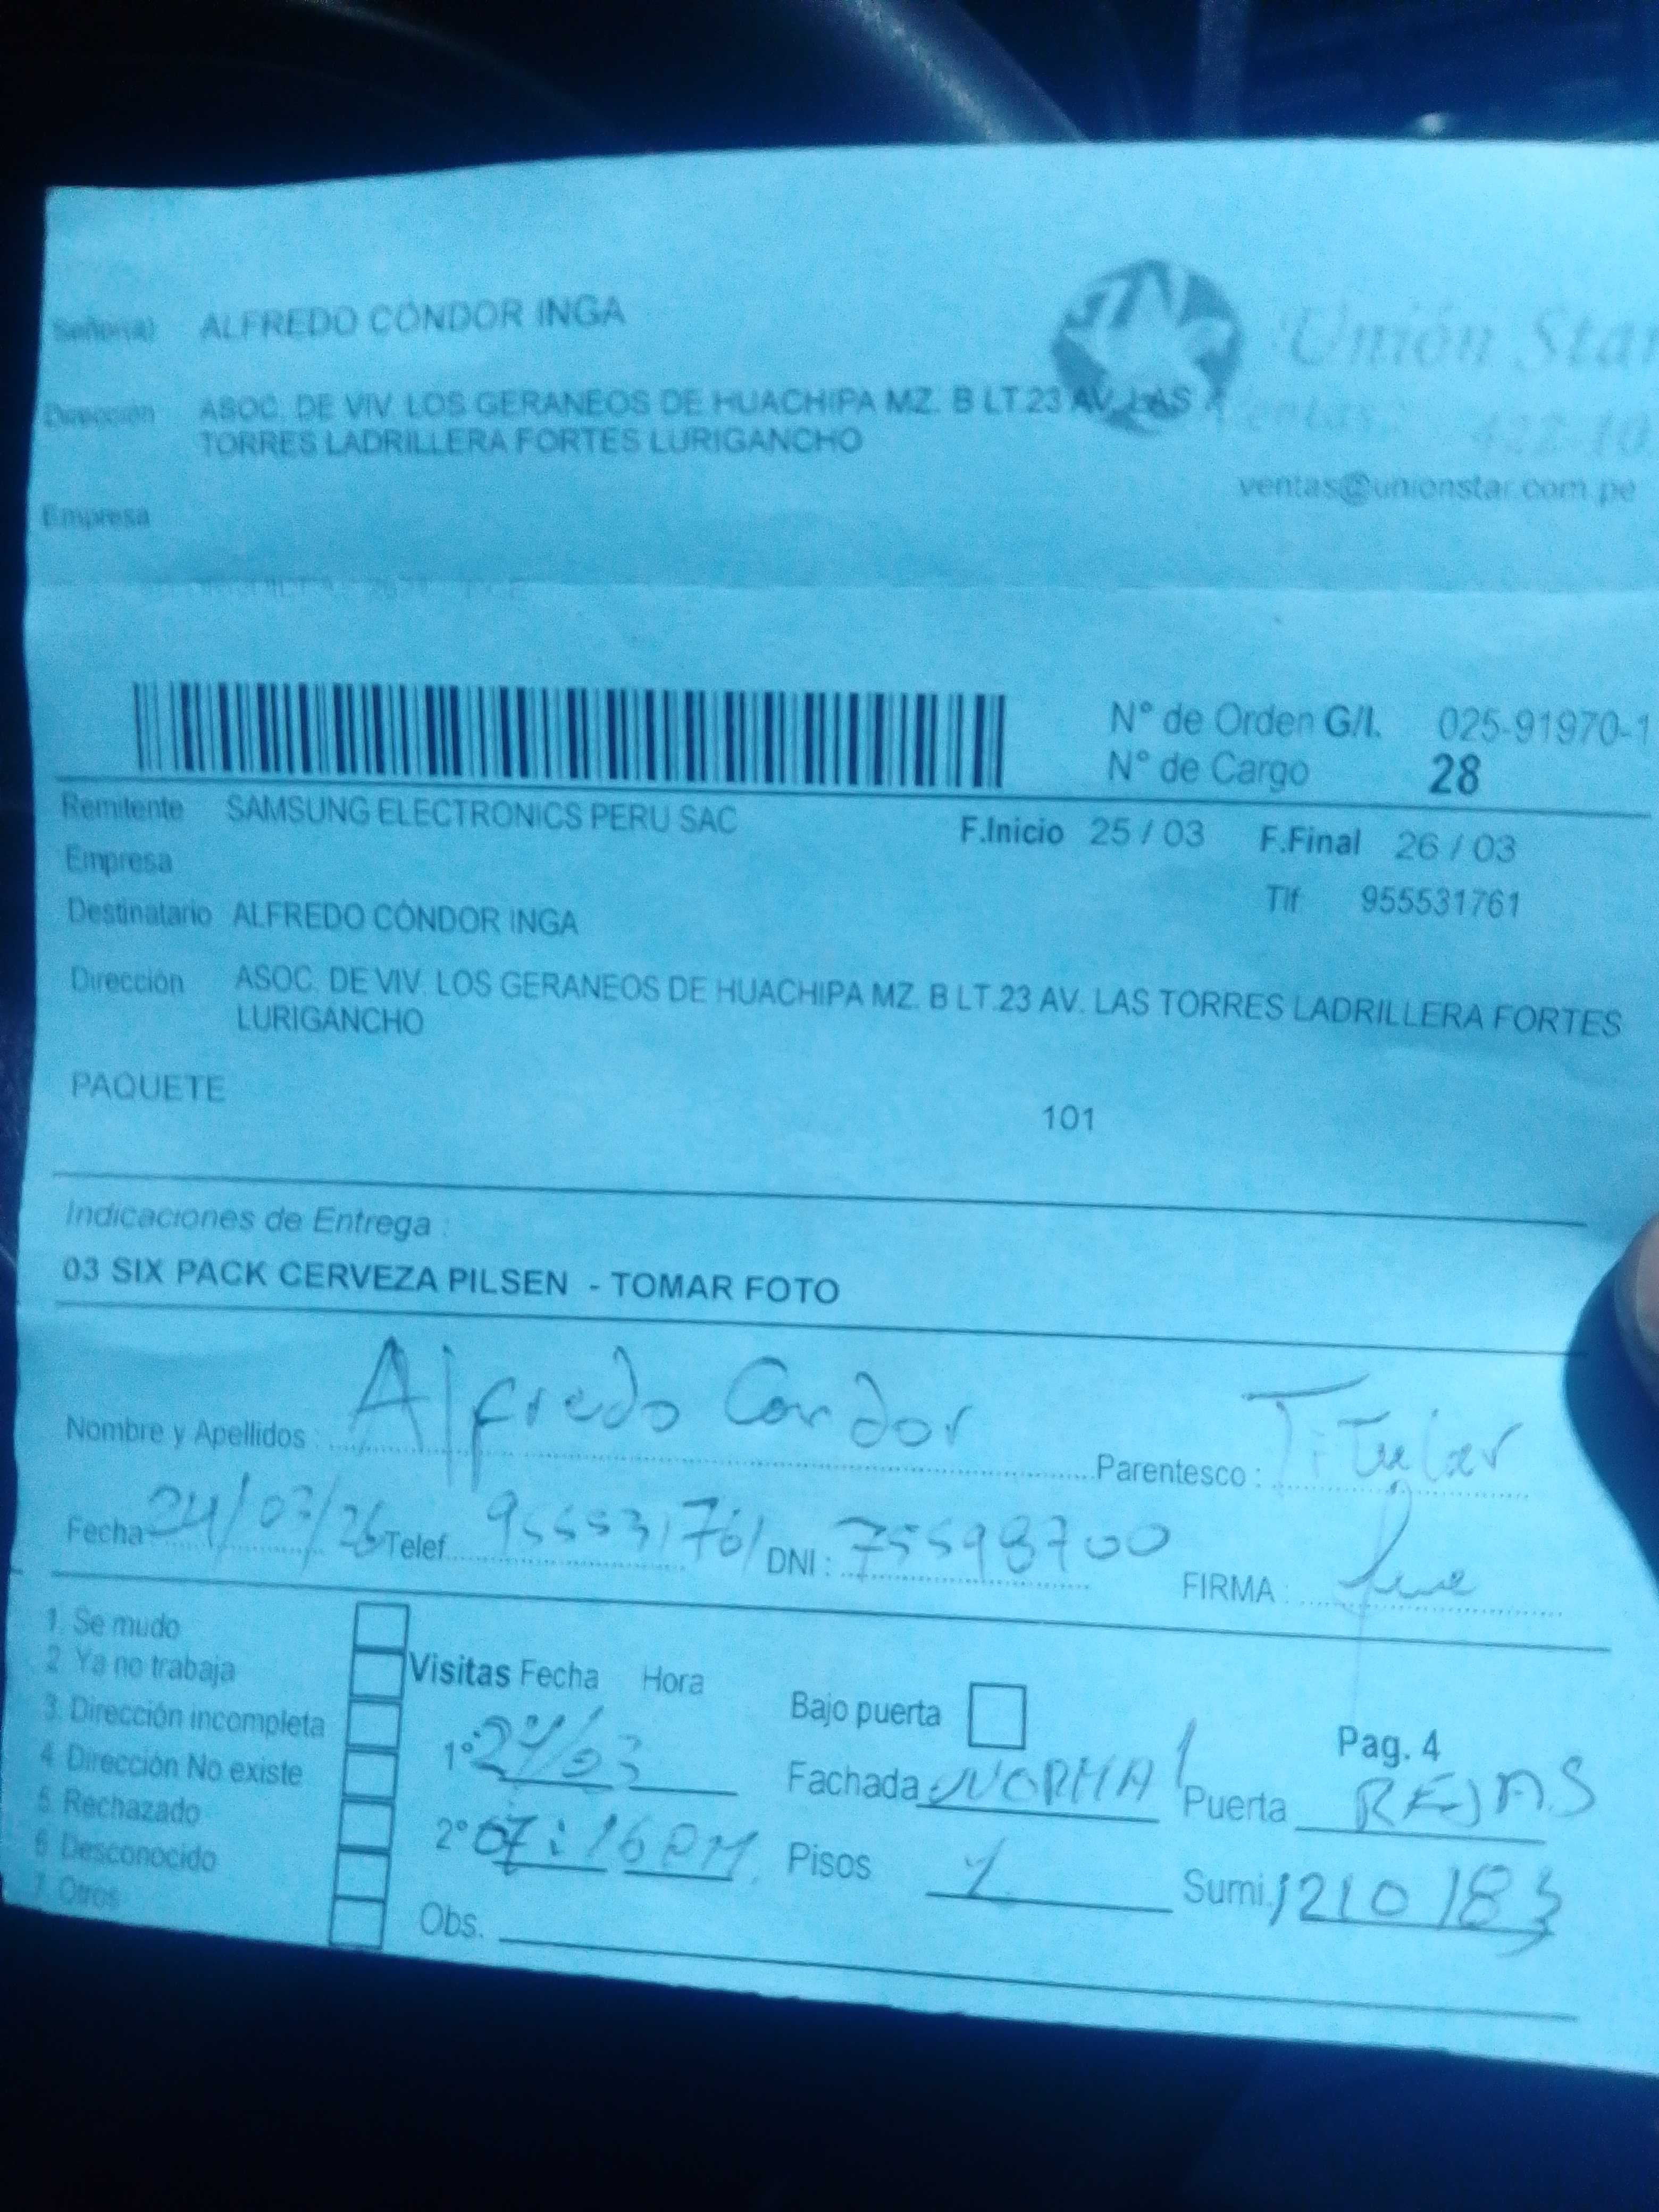 Señor(a) ALFREDO CÓNDOR INGA
Unión Star
Dirección ASOC. DE VIV. LOS GERANEOS DE HUACHIPA MZ. B LT.23 AV. LAS
TORRES LADRILLERA FORTES LURIGANCHO
Ventas: 422-10
ventas@unionstar.com.pe
Empresa
N° de Orden G/I. 025-91970-1
N° de Cargo 28
Remitente SAMSUNG ELECTRONICS PERU SAC
F.Inicio 25 / 03 F.Final 26 / 03
Empresa
Tlf 955531761
Destinatario ALFREDO CÓNDOR INGA
Dirección ASOC. DE VIV. LOS GERANEOS DE HUACHIPA MZ. B LT.23 AV. LAS TORRES LADRILLERA FORTES
LURIGANCHO
PAQUETE
101
Indicaciones de Entrega :
03 SIX PACK CERVEZA PILSEN - TOMAR FOTO
Nombre y Apellidos : Alfredo Condor Parentesco : Titular
Fecha 24/03/26 Telef. 955531761 DNI : 75598700 FIRMA :
1. Se mudo
2 Ya no trabaja
3. Dirección incompleta
4 Dirección No existe
5. Rechazado
6 Desconocido
7. Otros
Visitas Fecha Hora
1° 24/03
2° 07:16 PM.
Obs.
Bajo puerta
Fachada NORMAl
Pisos 1
Pag. 4
Puerta REJAS
Sumi. 1210183